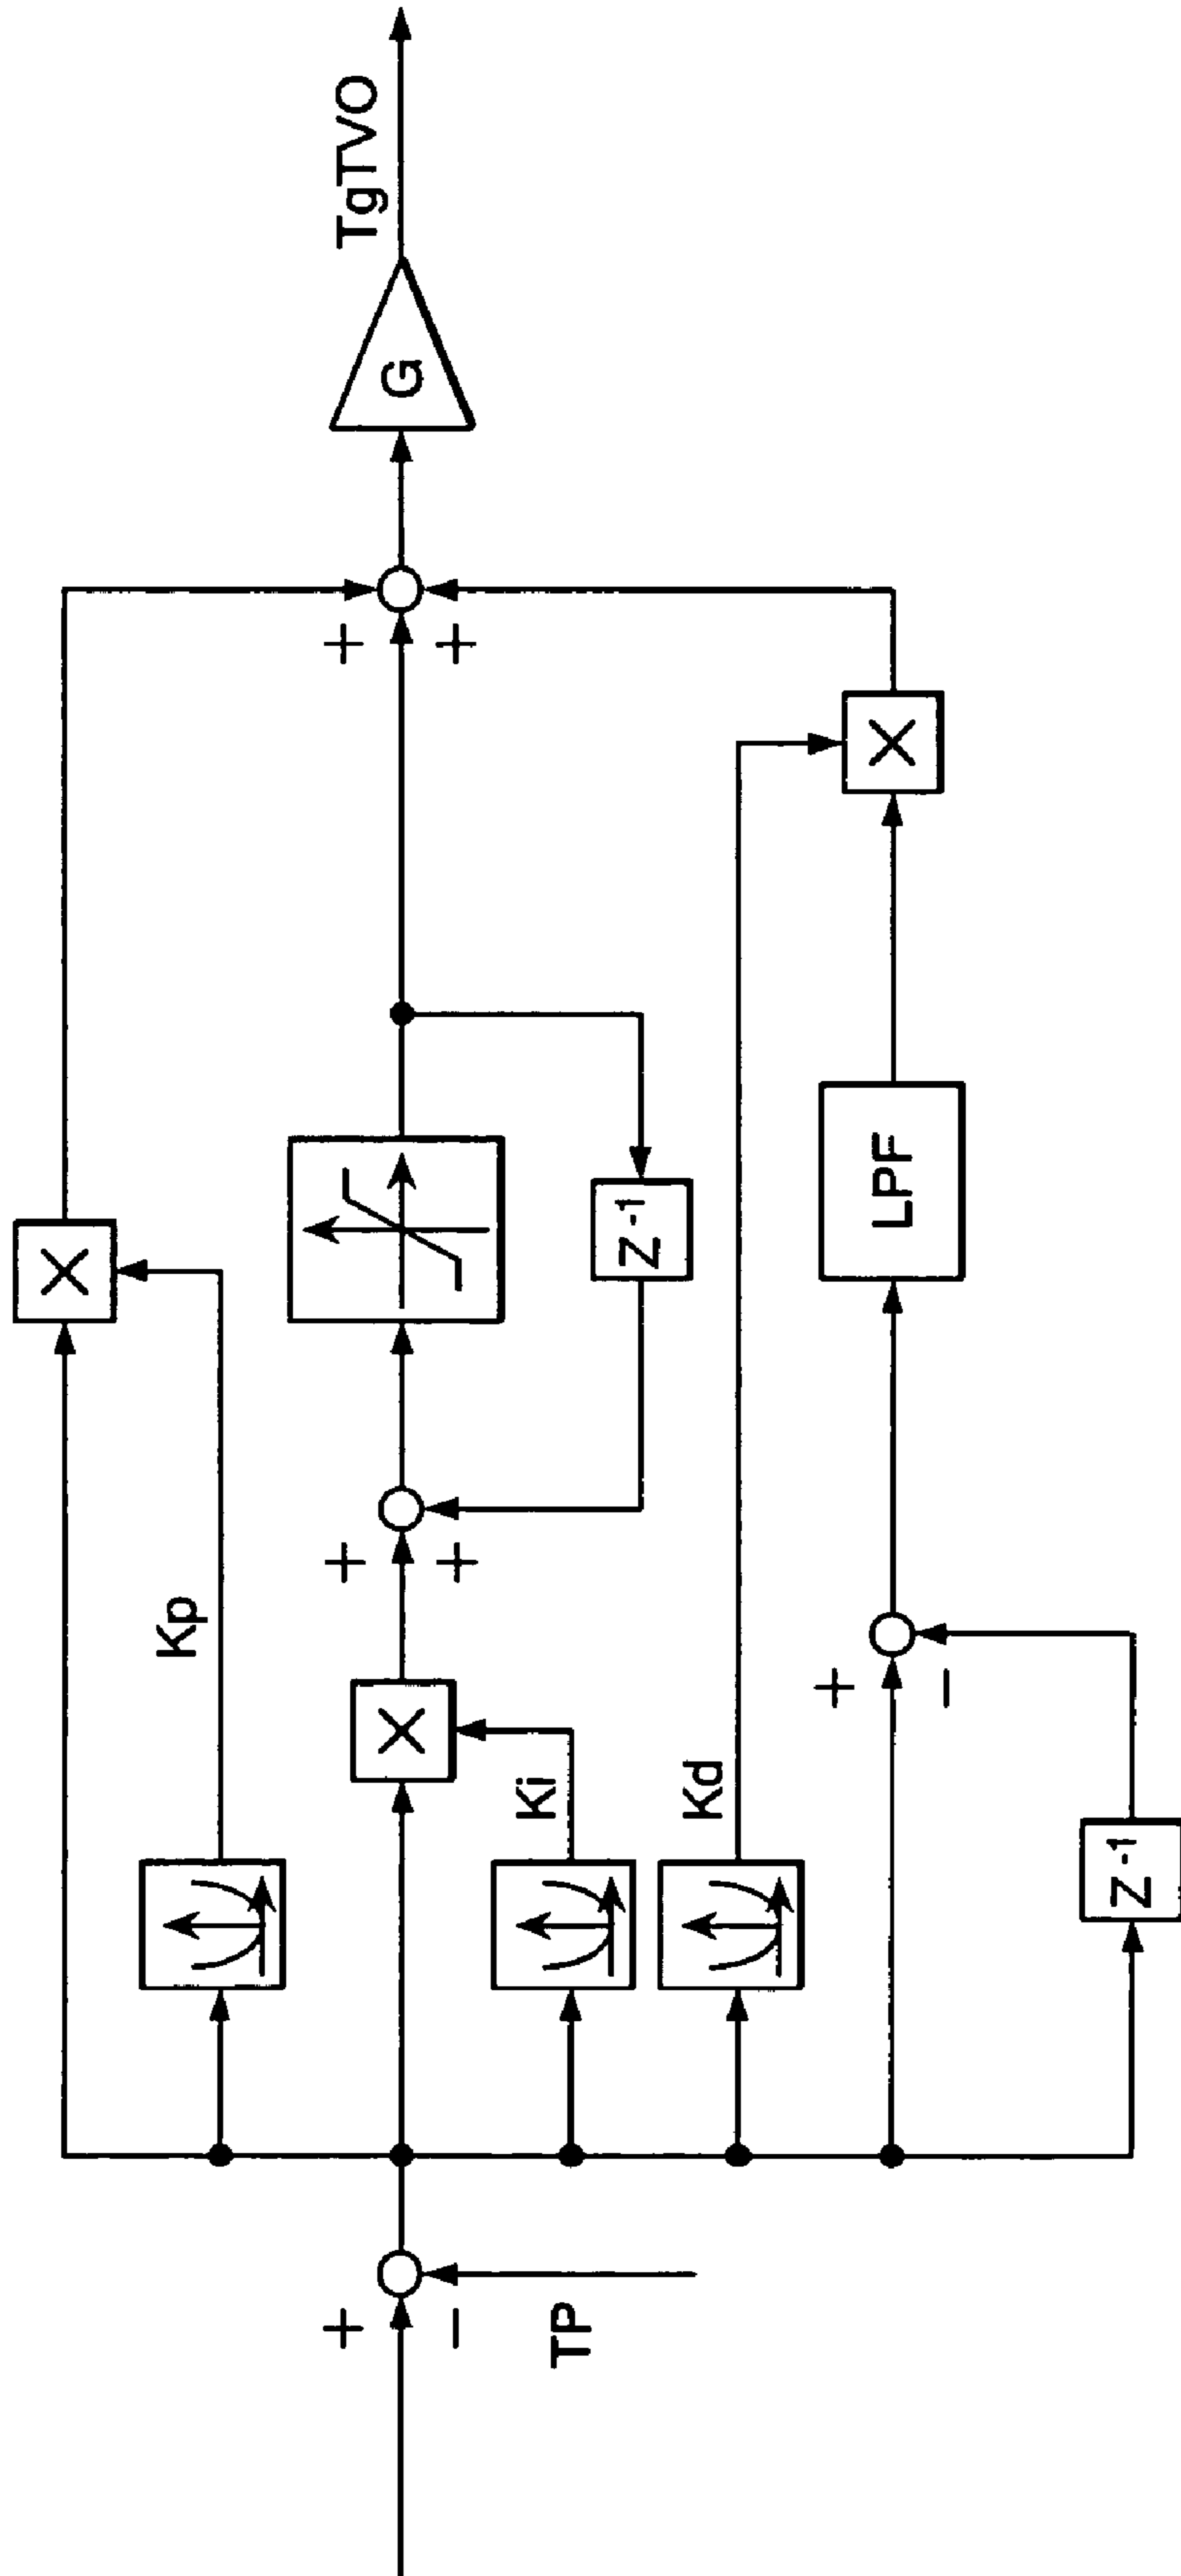 X
Kp
+
+
+
TgTVO
X
G
−
+
+
Ki
TP
Z⁻¹
Kd
+
LPF
X
−
Z⁻¹